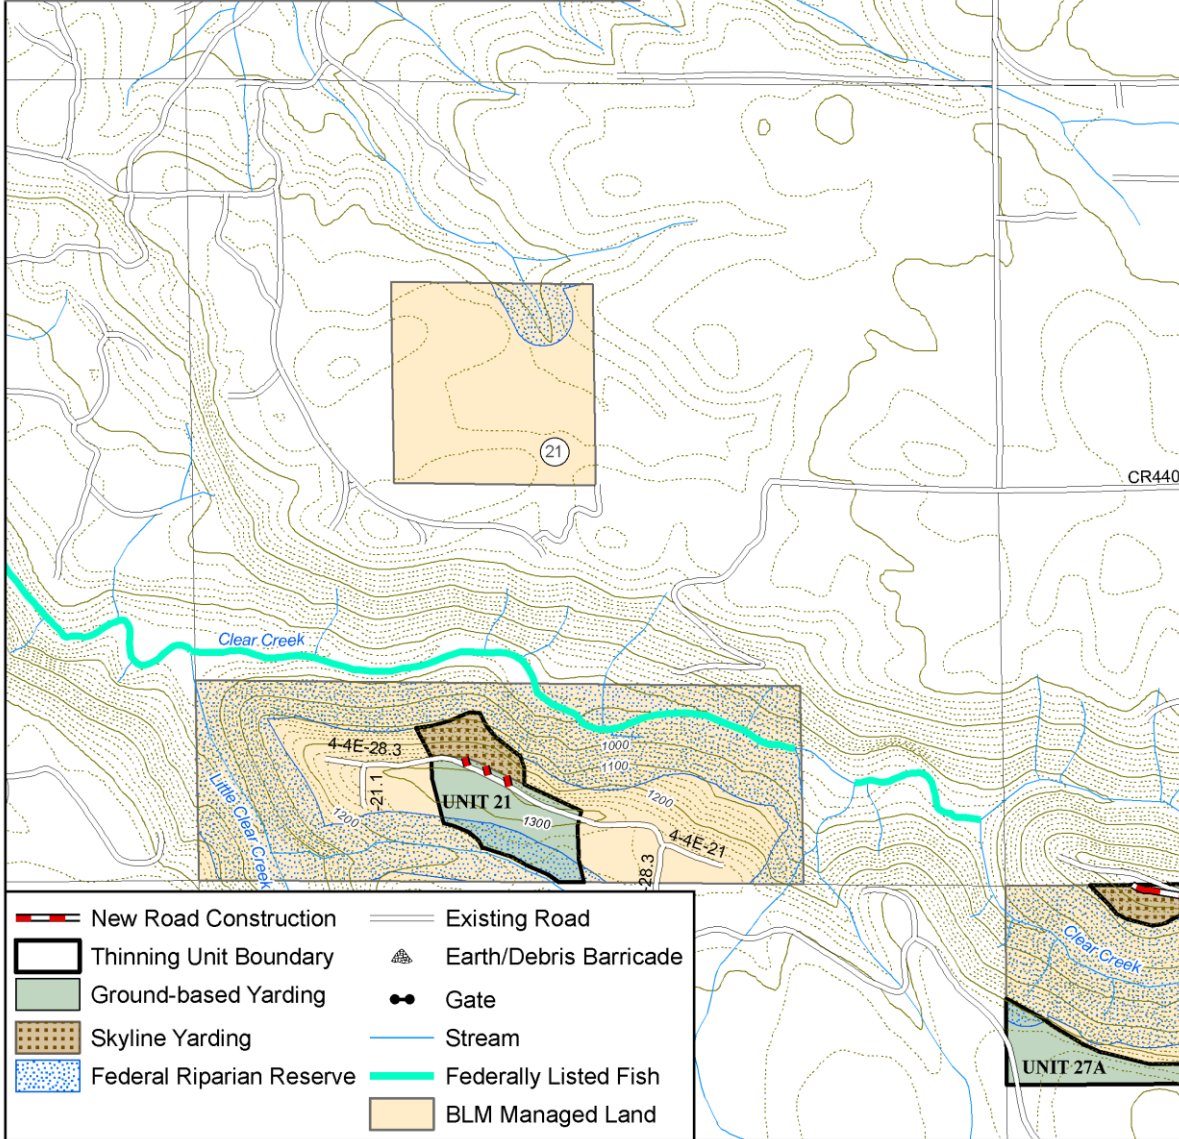 21
CR440
Clear Creek
4-4E-28.3
1000
1100
-21.1
1200
1200
UNIT 21
1300
4-4E-21
Little Clear Creek
-28.3
Clear Creek
UNIT 27A
New Road Construction
Thinning Unit Boundary
Ground-based Yarding
Skyline Yarding
Federal Riparian Reserve
Existing Road
Earth/Debris Barricade
Gate
Stream
Federally Listed Fish
BLM Managed Land